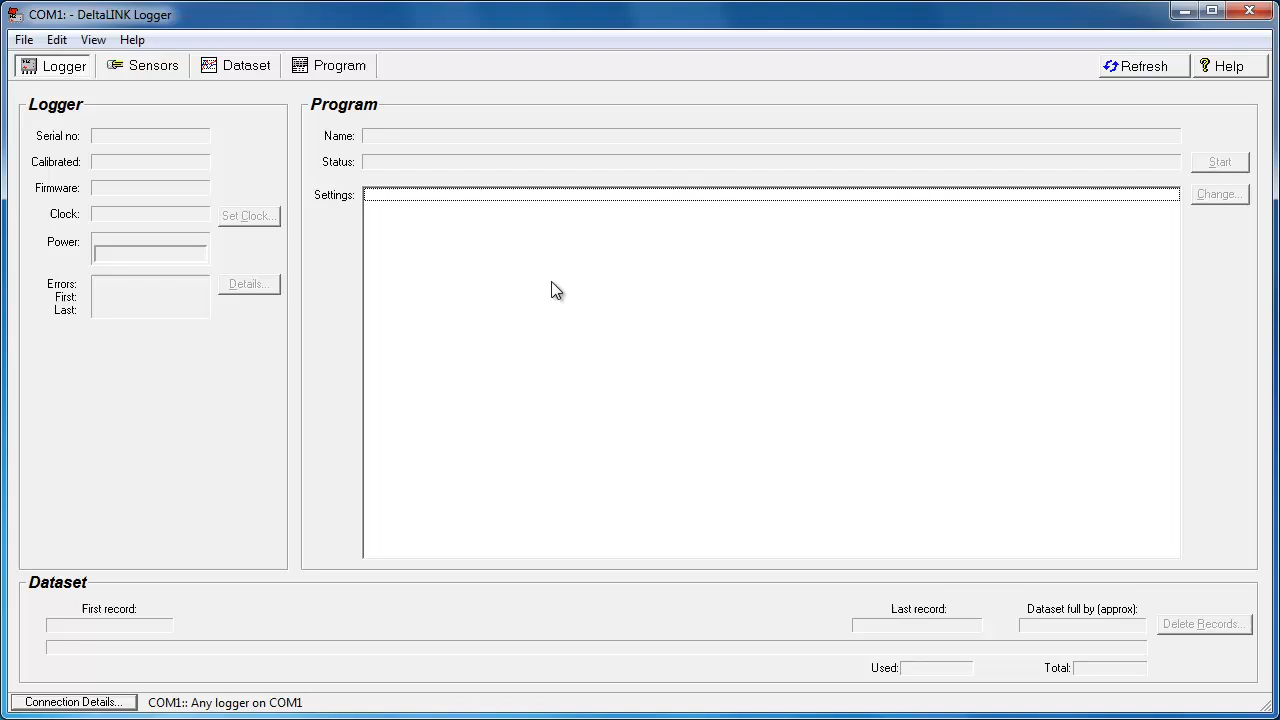 COM1: - DeltaLINK Logger
File Edit View Help
Logger Sensors Dataset Program Refresh Help
Logger
Serial no:
Calibrated:
Firmware:
Clock: Set Clock...
Power:
Errors: Details...
First:
Last:
Program
Name:
Status: Start
Settings: Change...
Dataset
First record: Last record: Dataset full by (approx):
Delete Records...
Used: Total:
Connection Details... COM1:: Any logger on COM1